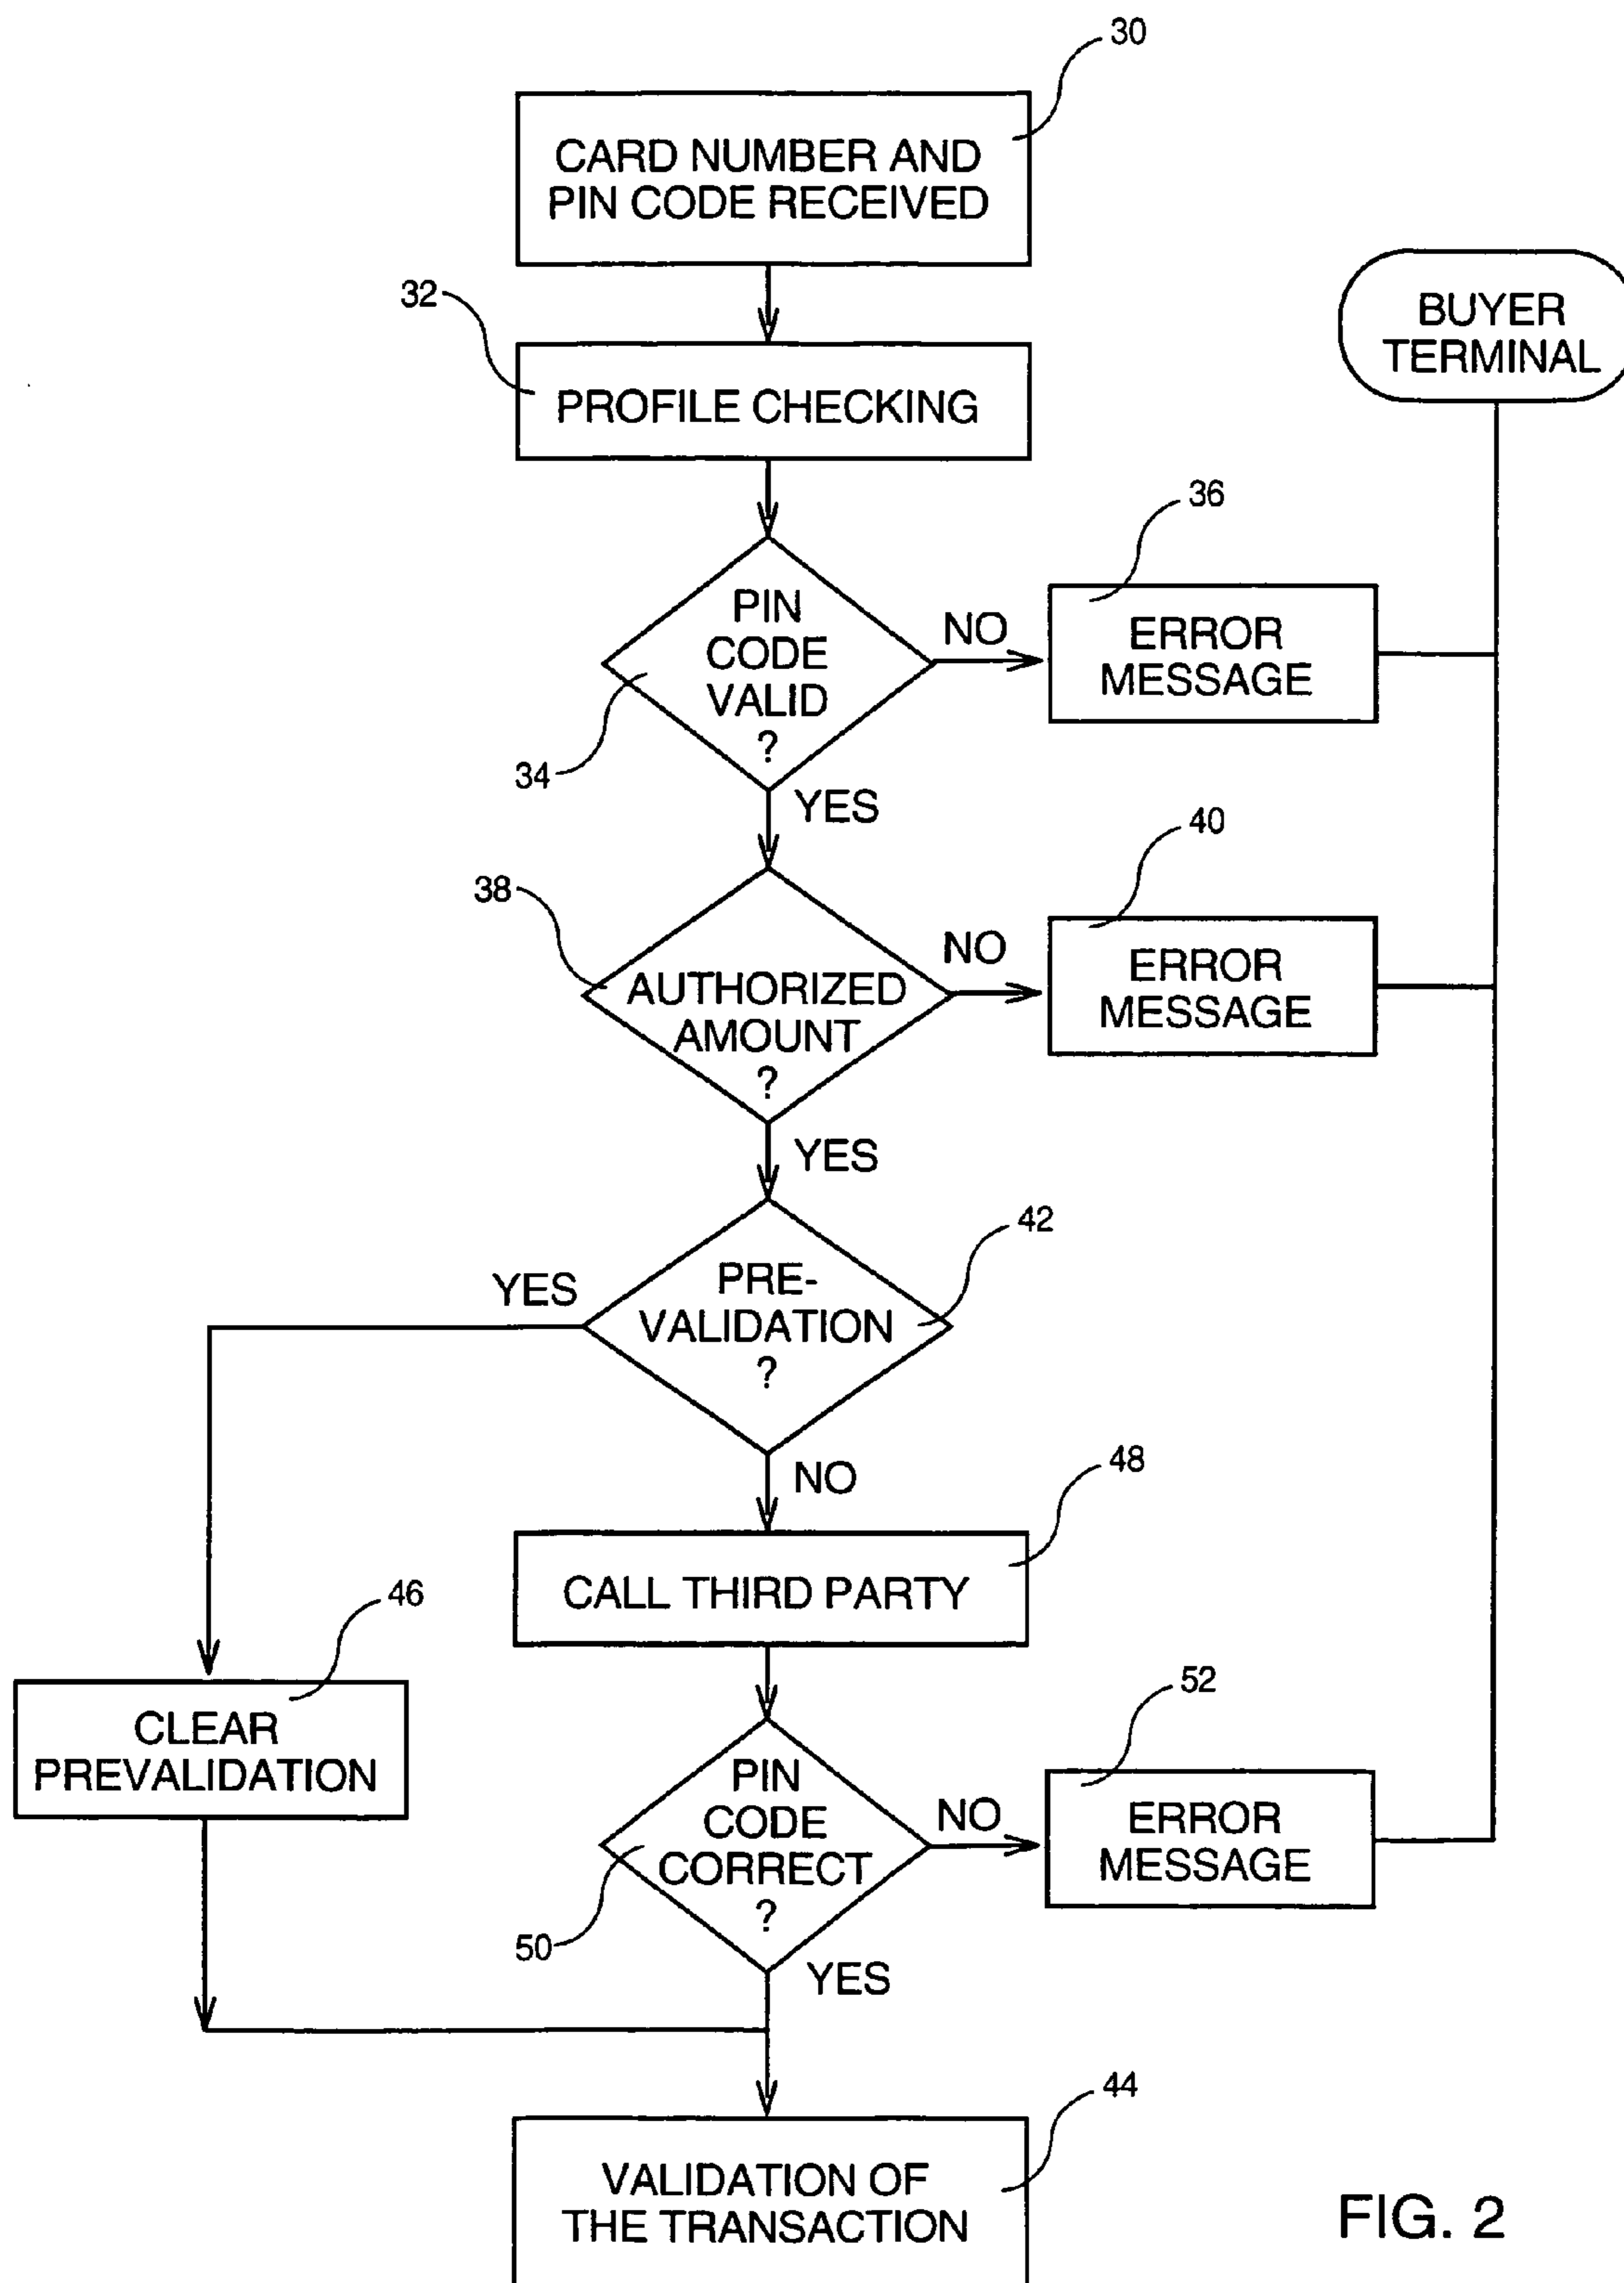 30
CARD NUMBER AND
PIN CODE RECEIVED
32
PROFILE CHECKING
BUYER
TERMINAL
PIN
CODE
VALID
?
34
NO
36
ERROR
MESSAGE
YES
38
AUTHORIZED
AMOUNT
?
NO
40
ERROR
MESSAGE
YES
42
PRE-
VALIDATION
?
YES
NO
48
CALL THIRD PARTY
46
CLEAR
PREVALIDATION
PIN
CODE
CORRECT
?
50
NO
52
ERROR
MESSAGE
YES
44
VALIDATION OF
THE TRANSACTION
FIG. 2